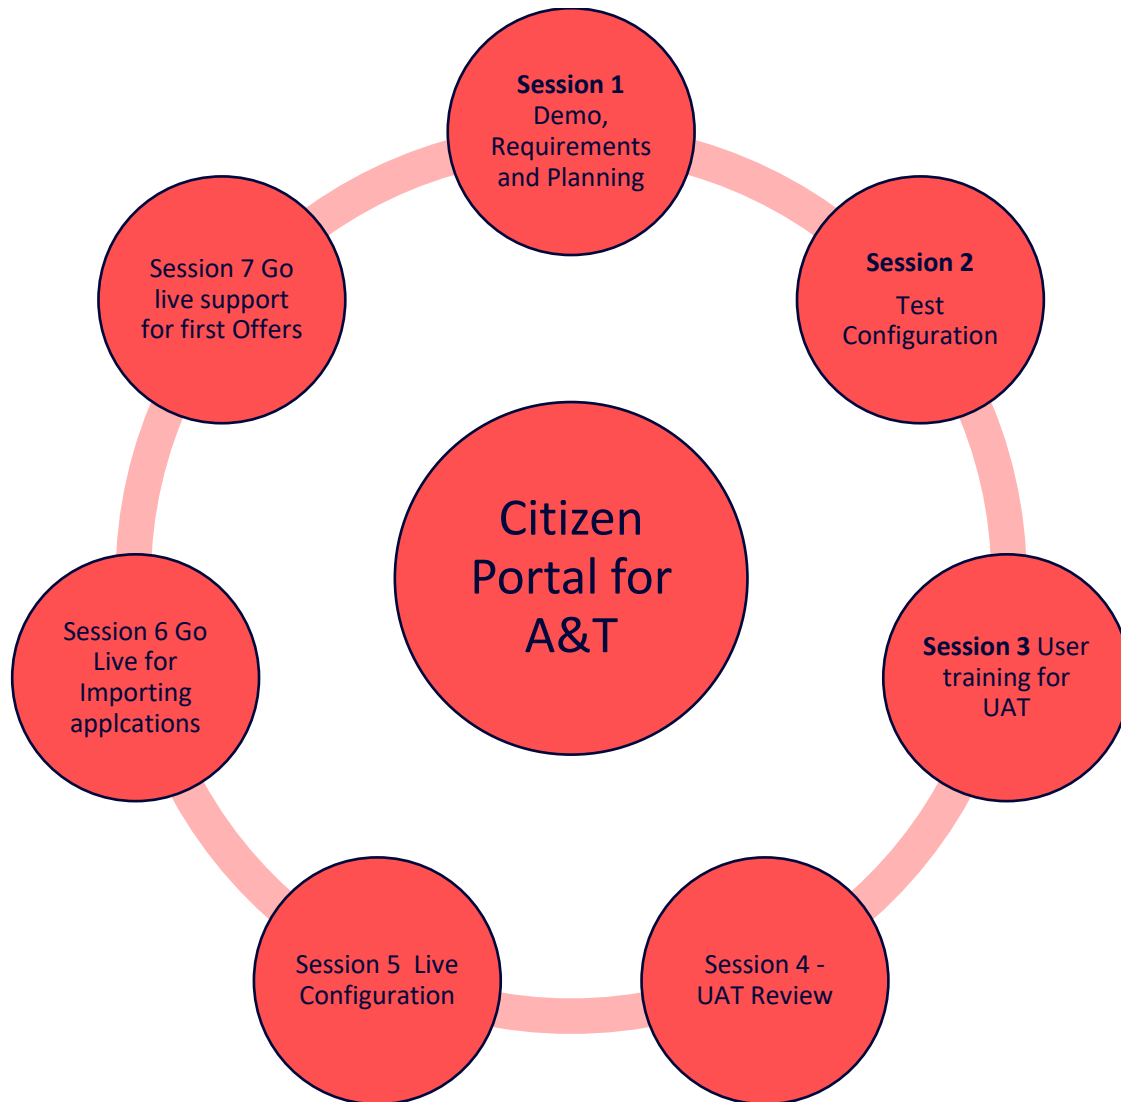 Session 1
Demo,
Requirements
and Planning
Session 2
Test
Configuration
Session 3 User
training for
UAT
Session 4 -
UAT Review
Session 5  Live
Configuration
Session 6 Go
Live for
Importing
applcations
Session 7 Go
live support
for first Offers
Citizen
Portal for
A&T